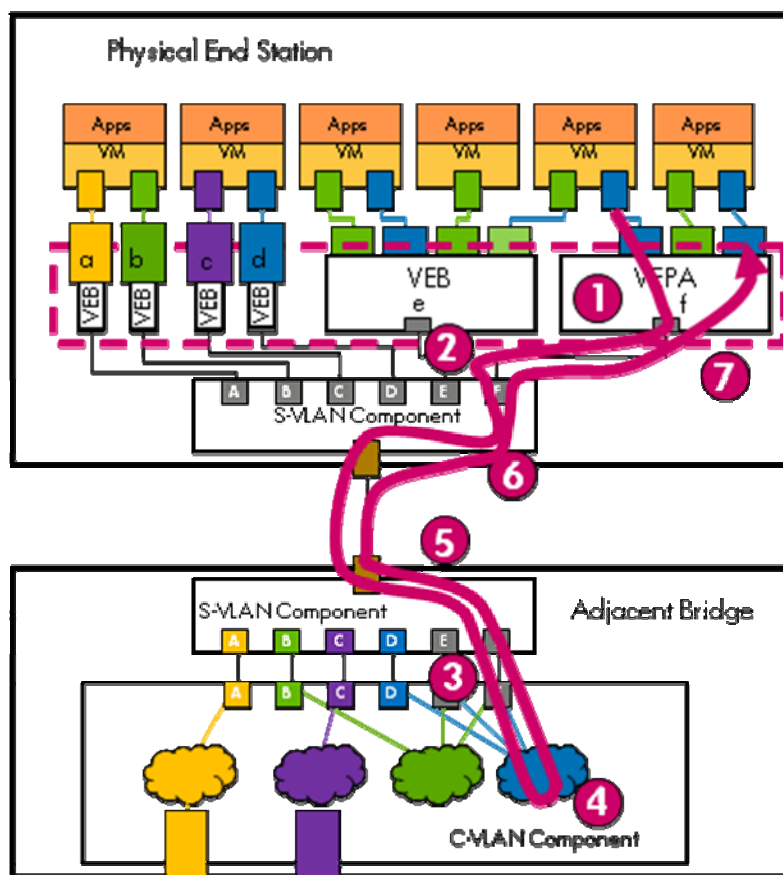 Physical End Station
Apps Apps Apps Apps Apps Apps
VM VM VM VM VM VM
a b c d
VEB VEB VEB VEB
VEB
e
VEPA
f
1
2
7
A B C D E F
S-VLAN Component
6
5
S-VLAN Component
Adjacent Bridge
A B C D E
3
A B C D
4
C-VLAN Component